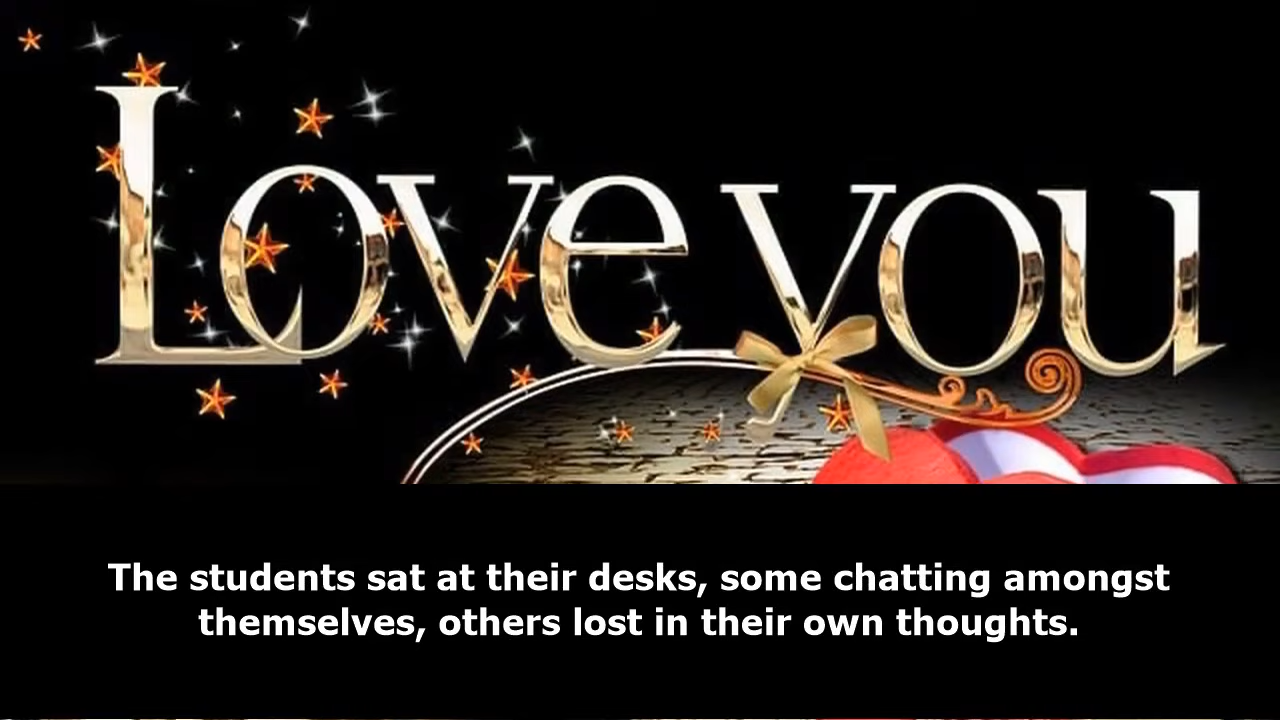 Love you
The students sat at their desks, some chatting amongst
themselves, others lost in their own thoughts.